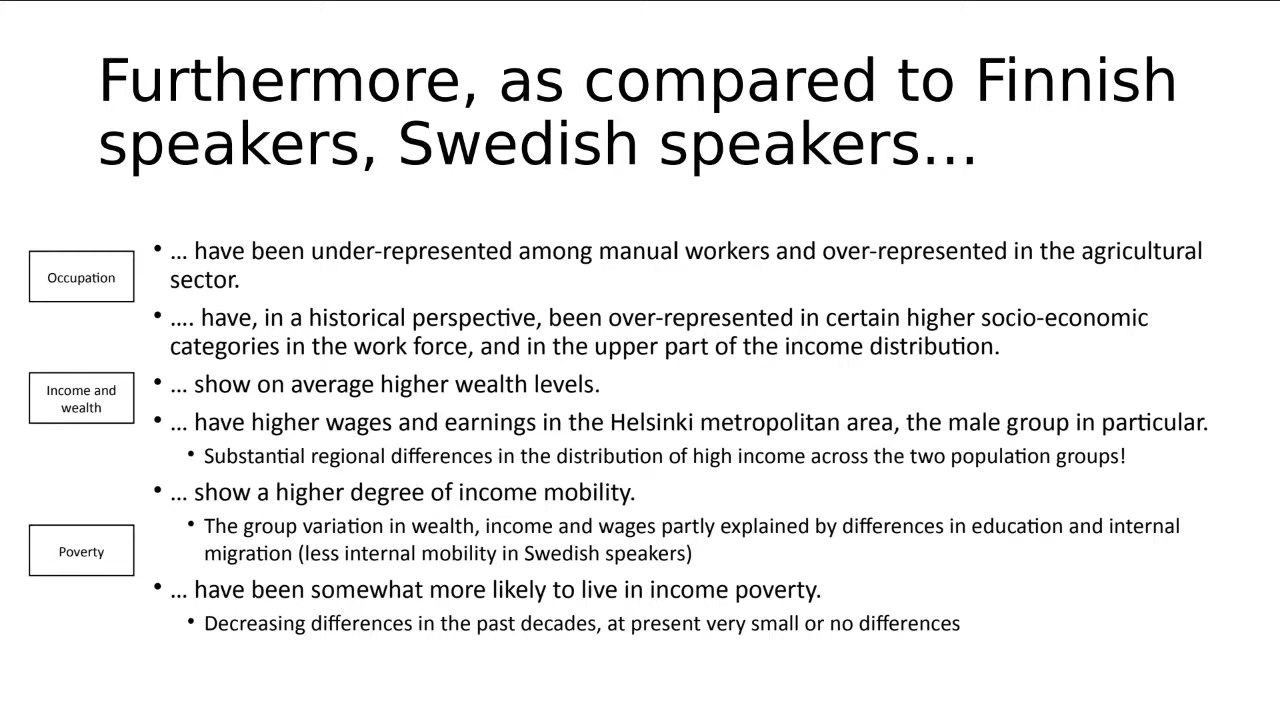 Furthermore, as compared to Finnish
speakers, Swedish speakers…
Occupation
• … have been under-represented among manual workers and over-represented in the agricultural
sector.
• …. have, in a historical perspective, been over-represented in certain higher socio-economic
categories in the work force, and in the upper part of the income distribution.
Income and
wealth
• … show on average higher wealth levels.
• … have higher wages and earnings in the Helsinki metropolitan area, the male group in particular.
• Substantial regional differences in the distribution of high income across the two population groups!
• … show a higher degree of income mobility.
• The group variation in wealth, income and wages partly explained by differences in education and internal
migration (less internal mobility in Swedish speakers)
Poverty
• … have been somewhat more likely to live in income poverty.
• Decreasing differences in the past decades, at present very small or no differences